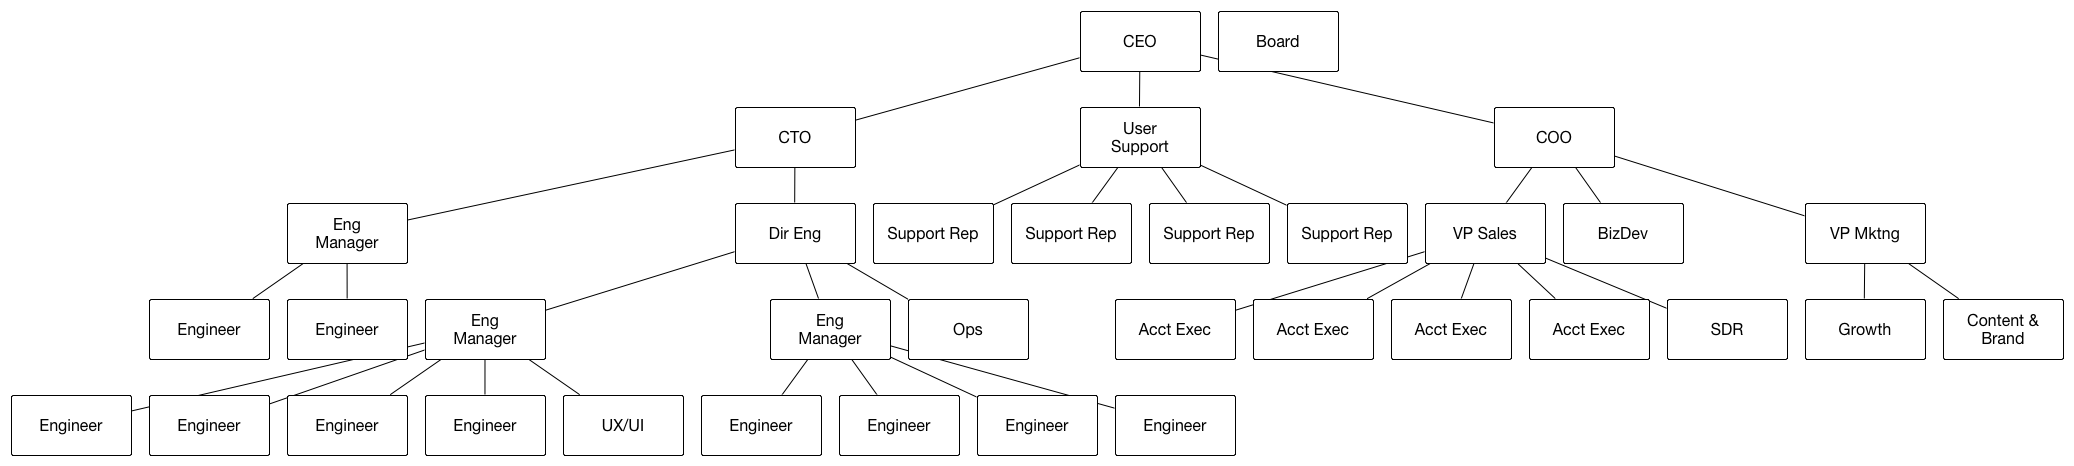 CEO
Board
CTO
User
Support
COO
Eng
Manager
Dir Eng
Support Rep
Support Rep
Support Rep
Support Rep
VP Sales
BizDev
VP Mktng
Engineer
Engineer
Eng
Manager
Eng
Manager
Ops
Acct Exec
Acct Exec
Acct Exec
Acct Exec
SDR
Growth
Content &
Brand
Engineer
Engineer
Engineer
Engineer
UX/UI
Engineer
Engineer
Engineer
Engineer